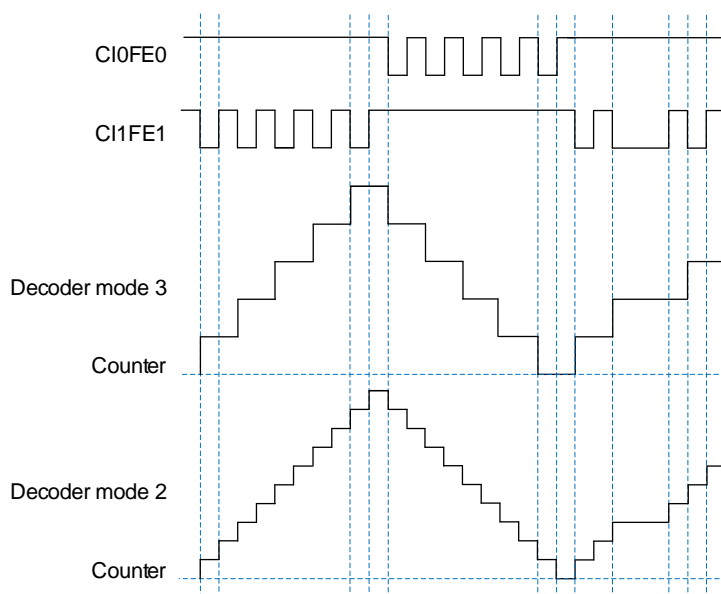 CI0FE0
CI1FE1
Decoder mode 3
Counter
Decoder mode 2
Counter